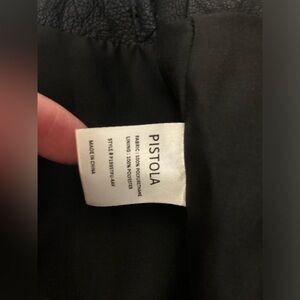 PISTOLA
FABRIC: 100% POLYURETHANE
LINING: 100% POLYESTER
MADE IN CHINA